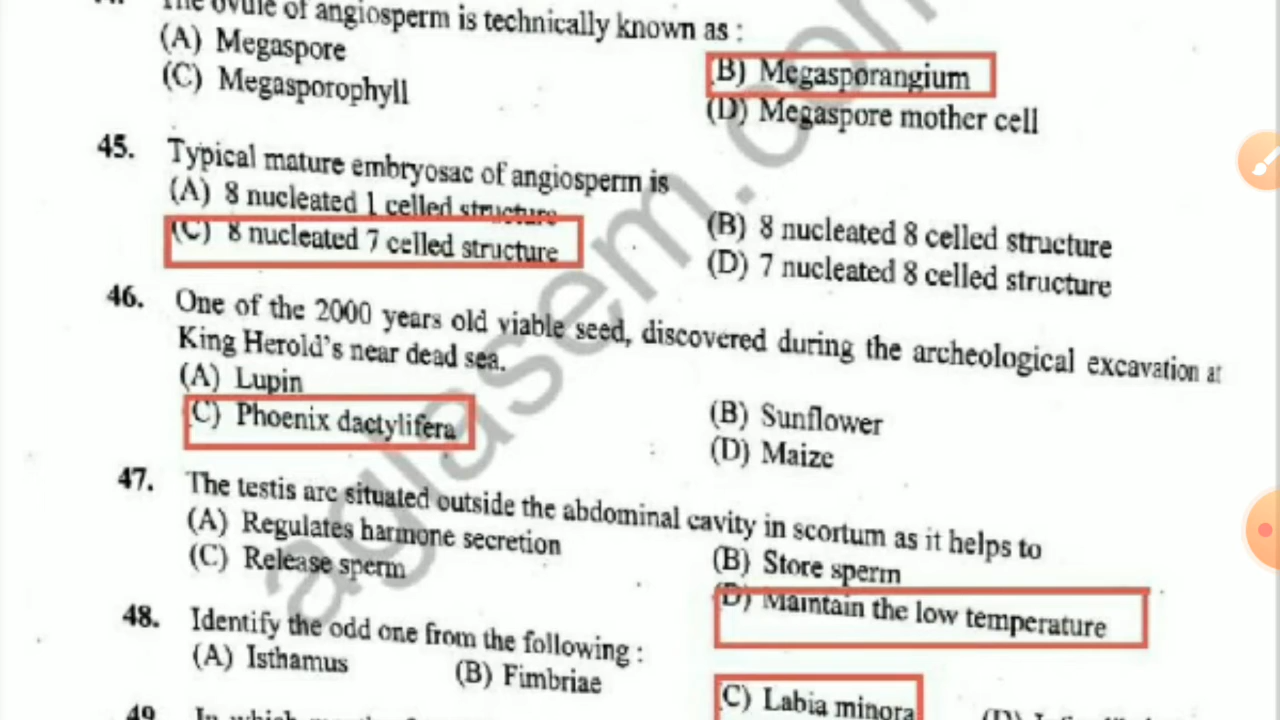 The ovule of angiosperm is technically known as :
(A) Megaspore
B) Megasporangium
(C) Megasporophyll
(D) Megaspore mother cell
45. Typical mature embryosac of angiosperm is
(A) 8 nucleated 1 celled structure
(B) 8 nucleated 8 celled structure
(C) 8 nucleated 7 celled structure
(D) 7 nucleated 8 celled structure
46. One of the 2000 years old viable seed, discovered during the archeological excavation at
King Herold's near dead sea.
(A) Lupin
(B) Sunflower
C) Phoenix dactylifera
(D) Maize
47. The testis are situated outside the abdominal cavity in scortum as it helps to
(A) Regulates harmone secretion
(B) Store sperm
(C) Release sperm
(D) Maintain the low temperature
48. Identify the odd one from the following :
(A) Isthamus (B) Fimbriae C) Labia minora
49 In which
aglasem.com